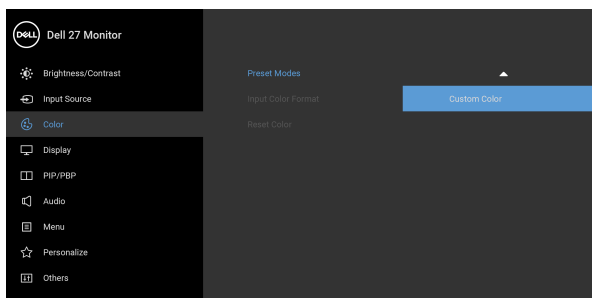 DELL Dell 27 Monitor
Brightness/Contrast
Preset Modes
Input Source
Input Color Format
Custom Color
Color
Reset Color
Display
PIP/PBP
Audio
Menu
Personalize
Others